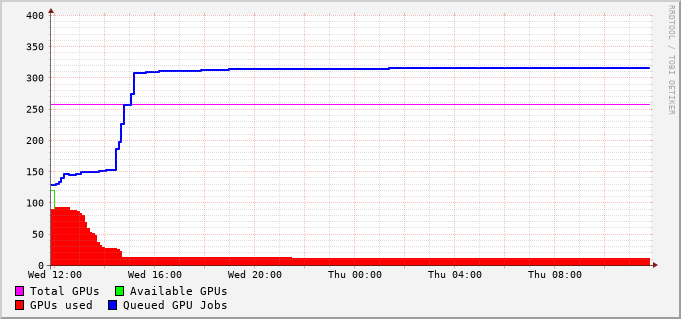 400
350
300
250
200
150
100
50
0
Wed 12:00 Wed 16:00 Wed 20:00 Thu 00:00 Thu 04:00 Thu 08:00
Total GPUs Available GPUs
GPUs used Queued GPU Jobs
RRDTOOL / TOBI OETIKER